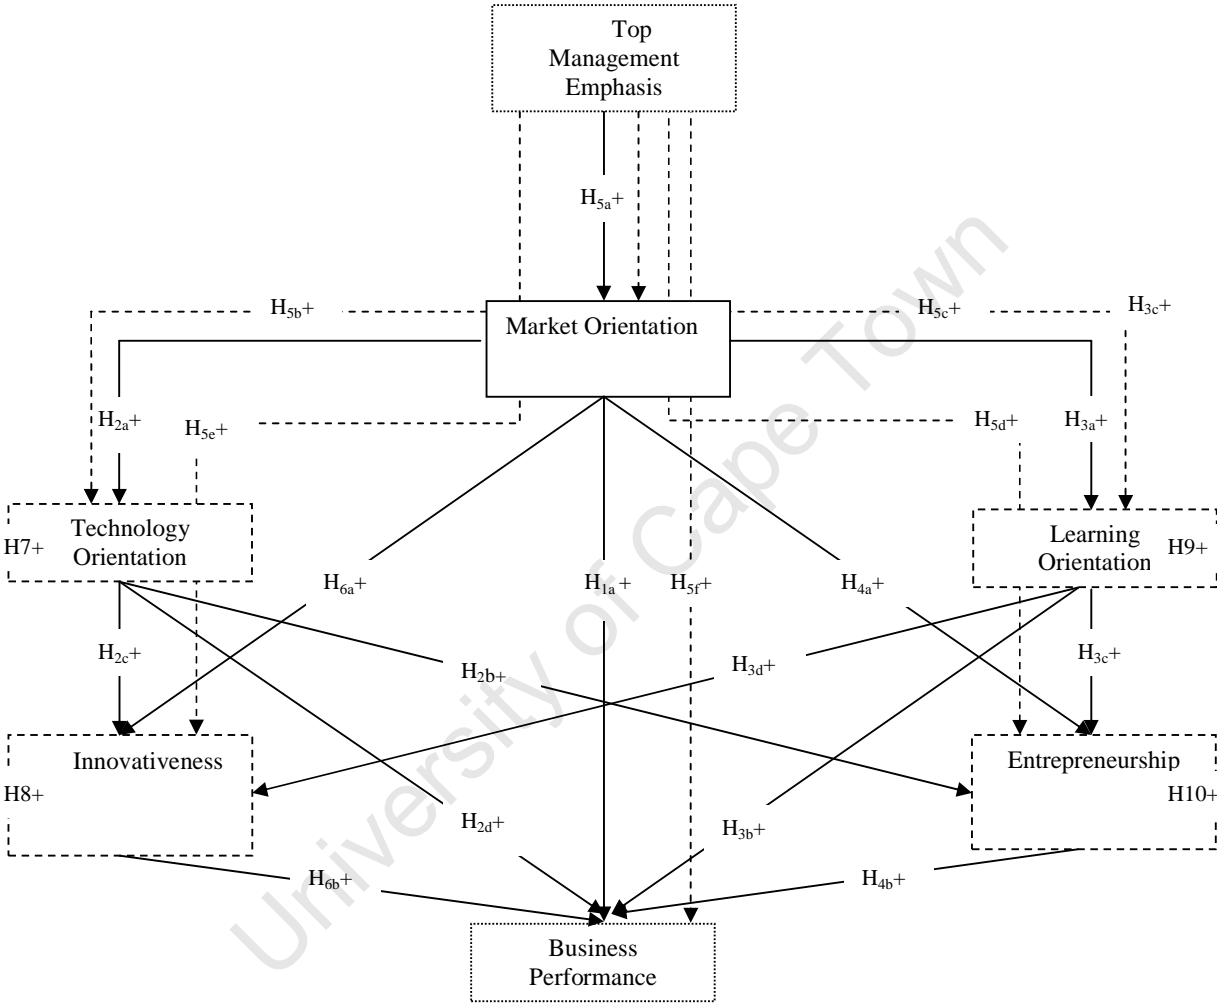 Top
Management
Emphasis
H5a+
H5b+
H5c+
H3c+
Market Orientation
H2a+
H5e+
H5d+
H3a+
Technology
Orientation
H7+
Learning
Orientation
H9+
H6a+
H1a+
H5f+
H4a+
H2c+
H2b+
H3d+
H3c+
Innovativeness
H8+
Entrepreneurship
H10+
H2d+
H3b+
H6b+
H4b+
Business
Performance
University of Cape Town